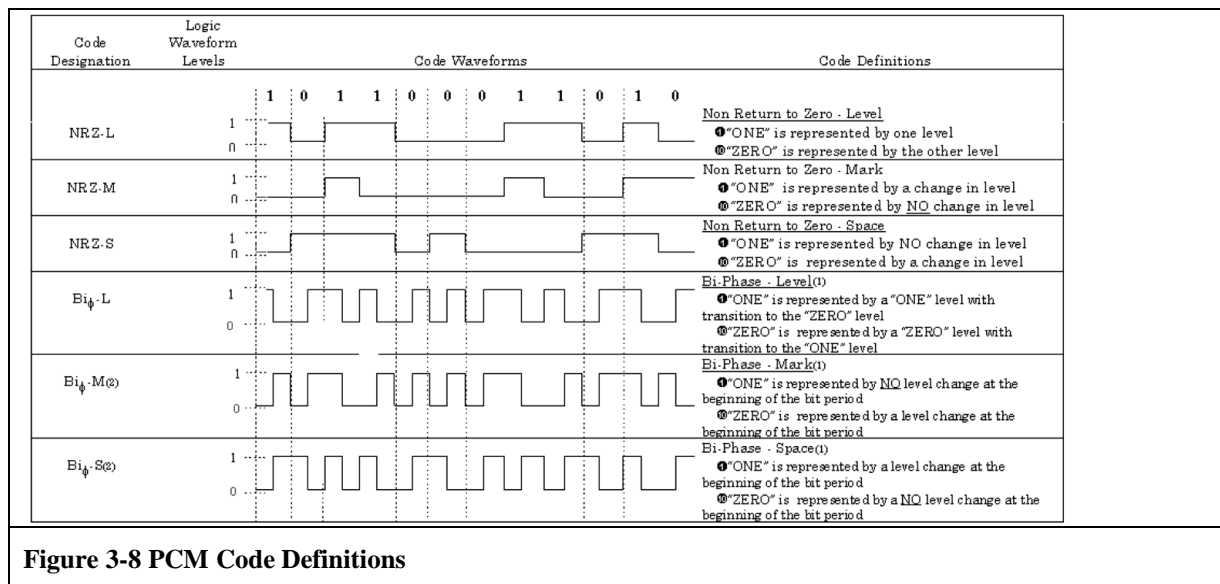 Code Designation
Logic Waveform Levels
Code Waveforms
Code Definitions
1 0 1 1 0 0 0 1 1 0 1 0
NRZ-L
1
0
Non Return to Zero - Level
❶"ONE" is represented by one level
❿"ZERO" is represented by the other level
NRZ-M
1
0
Non Return to Zero - Mark
❶"ONE" is represented by a change in level
❿"ZERO" is represented by NO change in level
NRZ-S
1
0
Non Return to Zero - Space
❶"ONE" is represented by NO change in level
❿"ZERO" is represented by a change in level
Biϕ-L
1
0
Bi-Phase - Level(1)
❶"ONE" is represented by a "ONE" level with
transition to the "ZERO" level
❿"ZERO" is represented by a "ZERO" level with
transition to the "ONE" level
Biϕ-M(2)
1
0
Bi-Phase - Mark(1)
❶"ONE" is represented by NO level change at the
beginning of the bit period
❿"ZERO" is represented by a level change at the
beginning of the bit period
Biϕ-S(2)
1
0
Bi-Phase - Space(1)
❶"ONE" is represented by a level change at the
beginning of the bit period
❿"ZERO" is represented by a NO level change at the
beginning of the bit period
Figure 3-8 PCM Code Definitions